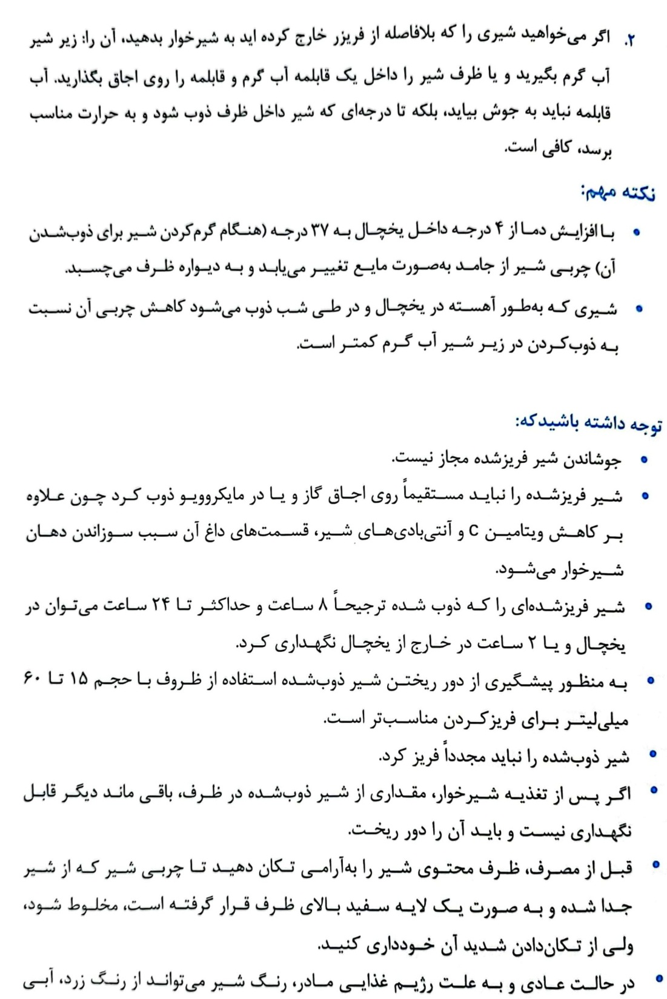 ۲. اگر می‌خواهید شیری را که بلافاصله از فریزر خارج کرده اید به شیرخوار بدهید، آن را: زیر شیر
آب گرم بگیرید و یا ظرف شیر را داخل یک قابلمه آب گرم و قابلمه را روی اجاق بگذارید. آب
قابلمه نباید به جوش بیاید، بلکه تا درجه‌ای که شیر داخل ظرف ذوب شود و به حرارت مناسب
برسد، کافی است.
نکته مهم:
• با افزایش دما از ۴ درجه داخل یخچال به ۳۷ درجه (هنگام گرم‌کردن شیر برای ذوب‌شدن
آن) چربی شیر از جامد به‌صورت مایع تغییر می‌یابد و به دیواره ظرف می‌چسبد.
• شیری که به‌طور آهسته در یخچال و در طی شب ذوب می‌شود کاهش چربی آن نسبت
به ذوب‌کردن در زیر شیر آب گرم کمتر است.
توجه داشته باشیدکه:
• جوشاندن شیر فریزشده مجاز نیست.
• شیر فریزشده را نباید مستقیماً روی اجاق گاز و یا در مایکروویو ذوب کرد چون علاوه
بر کاهش ویتامین C و آنتی‌بادی‌های شیر، قسمت‌های داغ آن سبب سوزاندن دهان
شیرخوار می‌شود.
• شیر فریزشده‌ای را که ذوب شده ترجیحاً ۸ ساعت و حداکثر تا ۲۴ ساعت می‌توان در
یخچال و یا ۲ ساعت در خارج از یخچال نگهداری کرد.
• به منظور پیشگیری از دور ریختن شیر ذوب‌شده استفاده از ظروف با حجم ۱۵ تا ۶۰
میلی‌لیتر برای فریزکردن مناسب‌تر است.
• شیر ذوب‌شده را نباید مجدداً فریز کرد.
• اگر پس از تغذیه شیرخوار، مقداری از شیر ذوب‌شده در ظرف، باقی ماند دیگر قابل
نگهداری نیست و باید آن را دور ریخت.
• قبل از مصرف، ظرف محتوی شیر را به‌آرامی تکان دهید تا چربی شیر که از شیر
جدا شده و به صورت یک لایه سفید بالای ظرف قرار گرفته است، مخلوط شود،
ولی از تکان‌دادن شدید آن خودداری کنید.
• در حالت عادی و به علت رژیم غذایی مادر، رنگ شیر می‌تواند از رنگ زرد، آبی